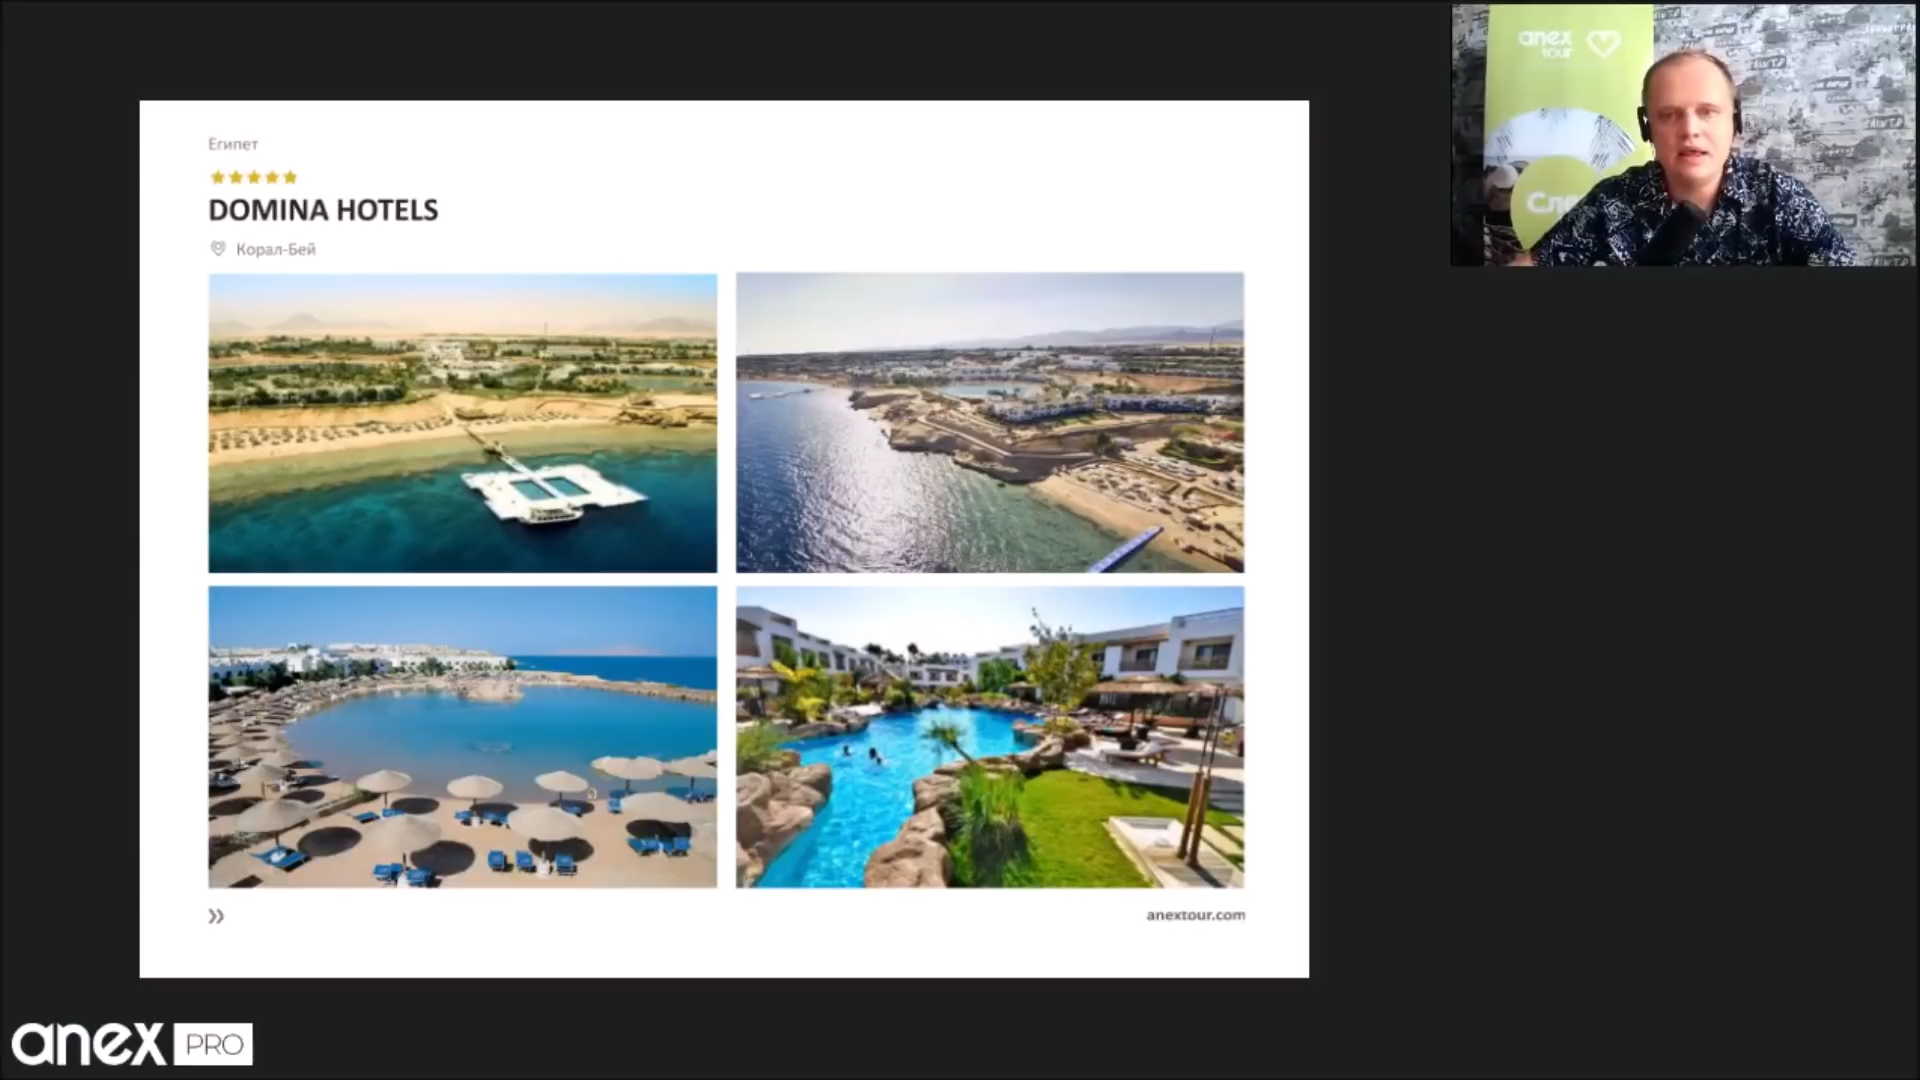 Египет
DOMINA HOTELS
Корал-Бей
anextour.com
anex
tour
anex PRO